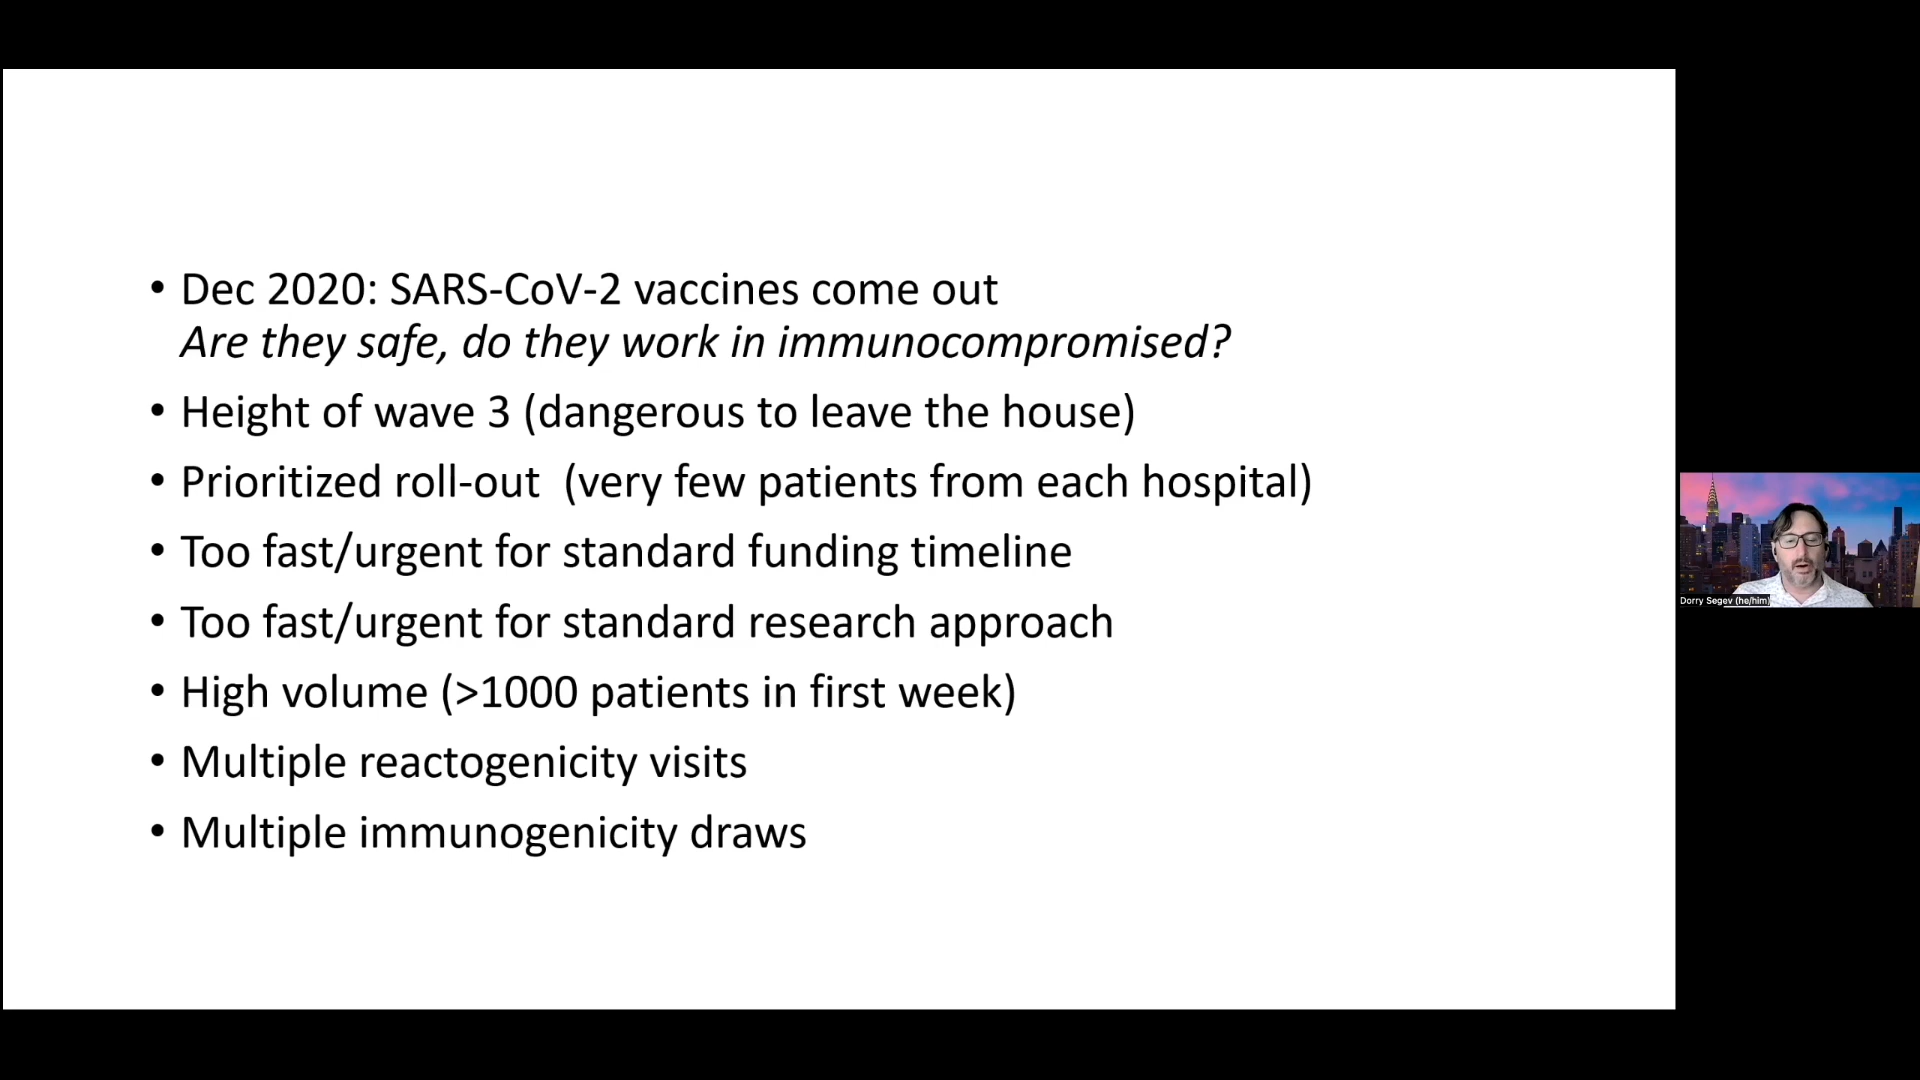 • Dec 2020: SARS-CoV-2 vaccines come out
Are they safe, do they work in immunocompromised?
• Height of wave 3 (dangerous to leave the house)
• Prioritized roll-out  (very few patients from each hospital)
• Too fast/urgent for standard funding timeline
• Too fast/urgent for standard research approach
• High volume (>1000 patients in first week)
• Multiple reactogenicity visits
• Multiple immunogenicity draws
Dorry Segev (he/him)